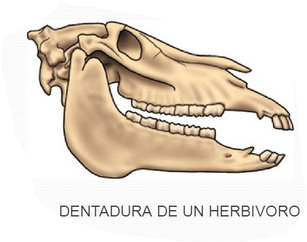 DENTADURA DE UN HERBIVORO